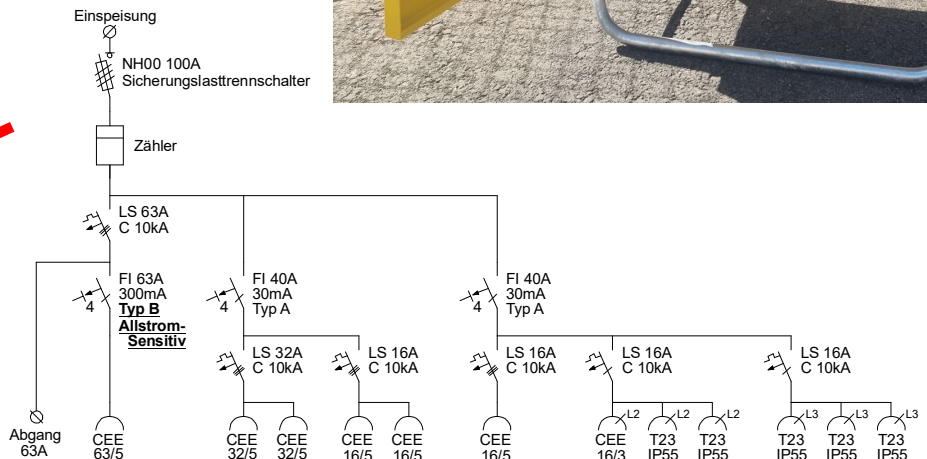 Einspeisung
NH00 100A
Sicherungslasttrennschalter
Zähler
LS 63A
C 10kA
FI 63A
300mA
Typ B
Allstrom-
Sensitiv
4
FI 40A
30mA
Typ A
4
FI 40A
30mA
Typ A
4
LS 32A
C 10kA
LS 16A
C 10kA
LS 16A
C 10kA
LS 16A
C 10kA
LS 16A
C 10kA
L2 L2 L2 L3 L3 L3
Abgang
63A
CEE
63/5
CEE
32/5
CEE
32/5
CEE
16/5
CEE
16/5
CEE
16/5
CEE
16/3
T23
IP55
T23
IP55
T23
IP55
T23
IP55
T23
IP55